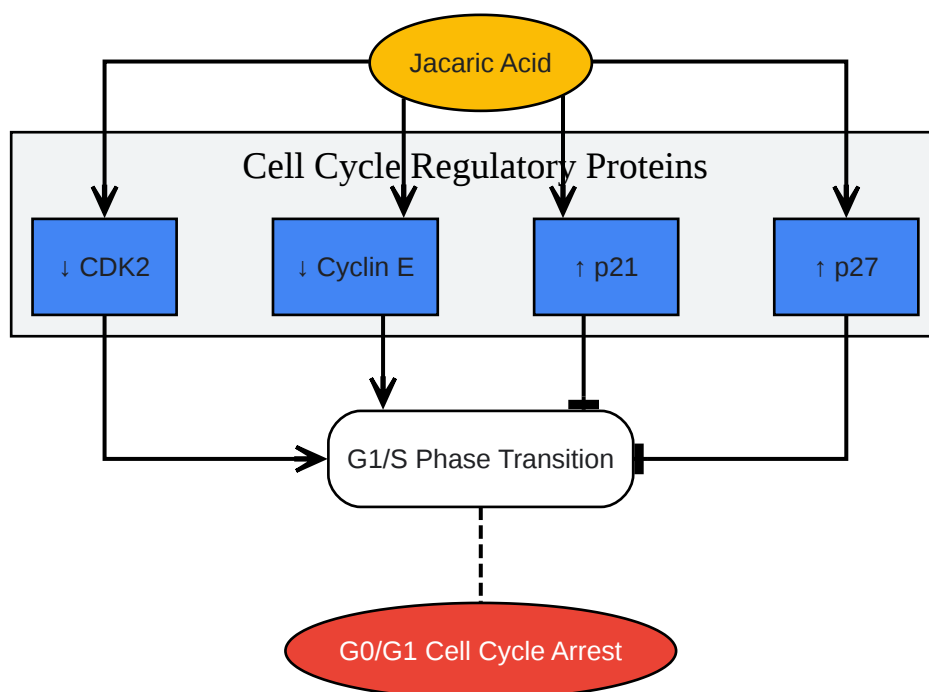 Jacaric Acid
Cell Cycle Regulatory Proteins
↓ CDK2
↓ Cyclin E
↑ p21
↑ p27
G1/S Phase Transition
G0/G1 Cell Cycle Arrest